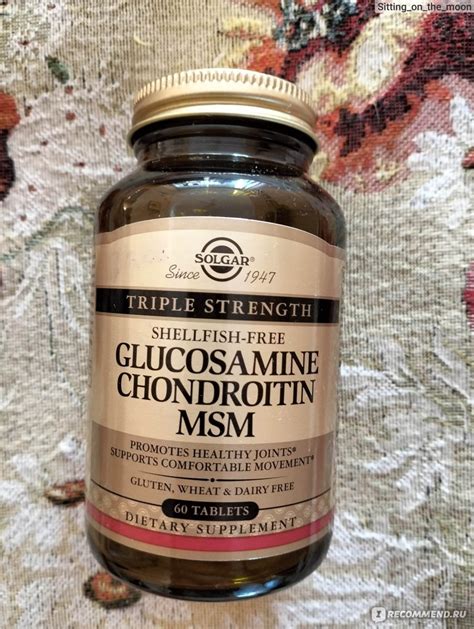 Sitting_on_the_moon
SOLGAR®
Since 1947
TRIPLE STRENGTH
SHELLFISH-FREE
GLUCOSAMINE
CHONDROITIN
MSM
PROMOTES HEALTHY JOINTS*
SUPPORTS COMFORTABLE MOVEMENT*
GLUTEN, WHEAT & DAIRY FREE
60 TABLETS
DIETARY SUPPLEMENT
I RECOMMEND.RU